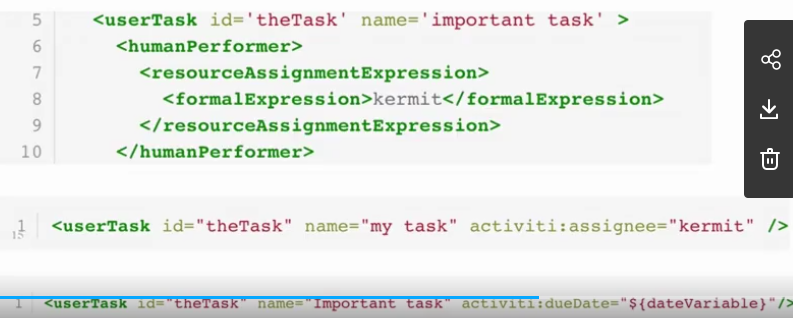 5 <userTask id='theTask' name='important task' >
6 <humanPerformer>
7 <resourceAssignmentExpression>
8 <formalExpression>kermit</formalExpression>
9 </resourceAssignmentExpression>
10 </humanPerformer>
1 <userTask id="theTask" name="my task" activiti:assignee="kermit" />
15
1 <userTask id="theTask" name="Important task" activiti:dueDate="${dateVariable}"/>